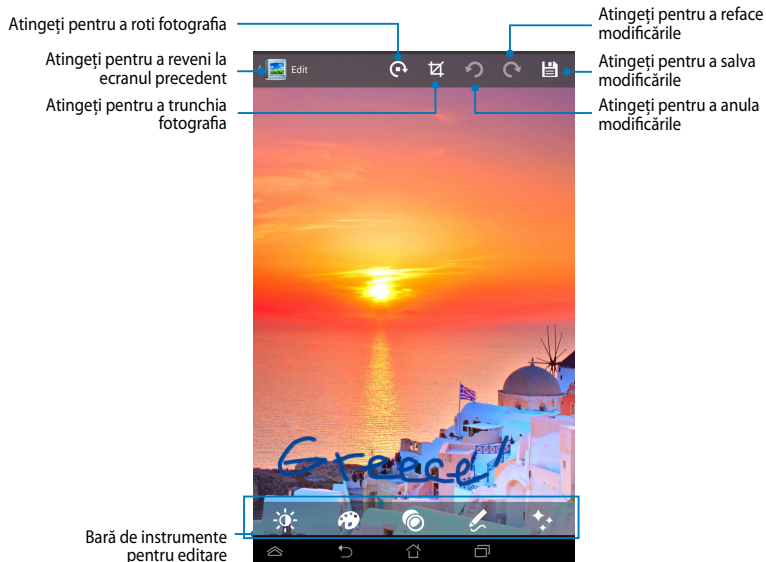 Atingeți pentru a roti fotografia
Atingeți pentru a reveni la
ecranul precedent
Atingeți pentru a trunchia
fotografia
Edit
Atingeți pentru a reface
modificările
Atingeți pentru a salva
modificările
Atingeți pentru a anula
modificările
Greece!
Bară de instrumente
pentru editare